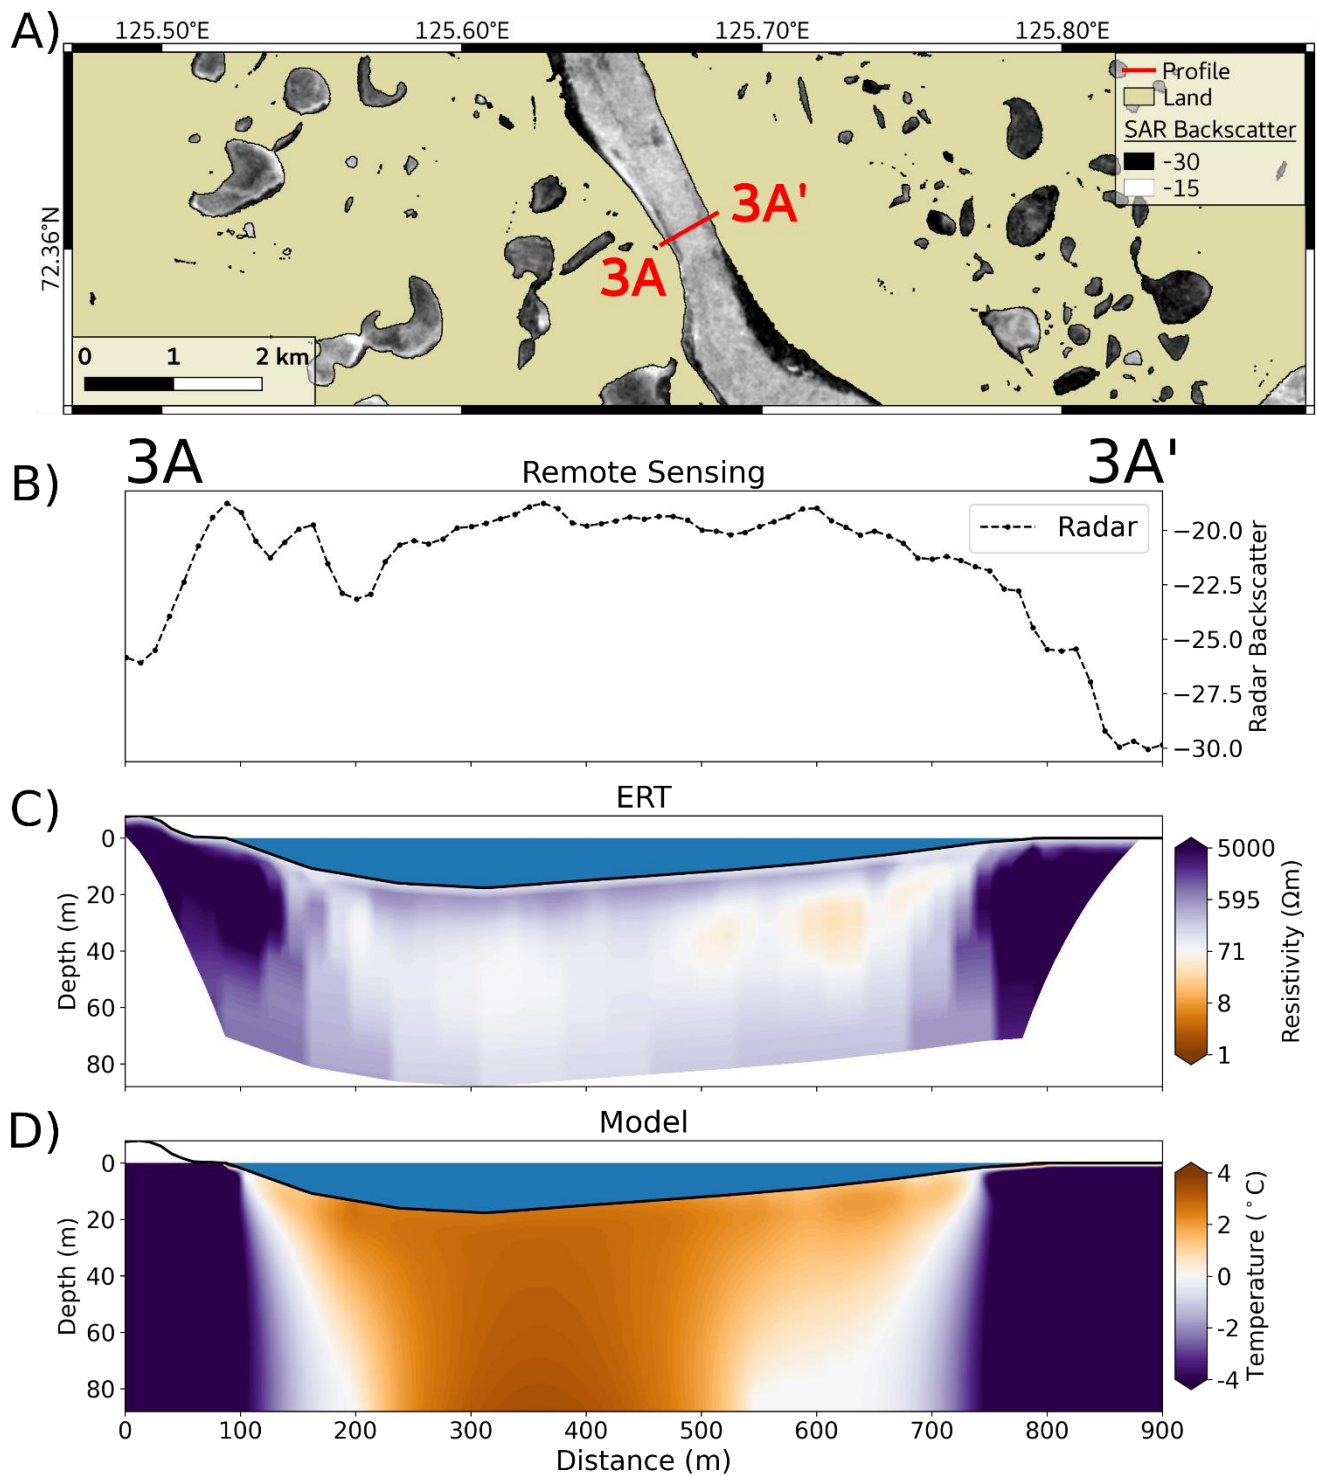 A)
125.50°E 125.60°E 125.70°E 125.80°E
72.36°N
Profile
Land
SAR Backscatter
-30
-15
3A'
3A
0 1 2 km
3A 3A'
B)
Remote Sensing
Radar
−20.0
−22.5
−25.0
−27.5
−30.0
Radar Backscatter
C)
ERT
0
20
40
60
80
Depth (m)
5000
595
71
8
1
Resistivity (Ωm)
D)
Model
0
20
40
60
80
Depth (m)
4
2
0
-2
-4
Temperature (°C)
0 100 200 300 400 500 600 700 800 900
Distance (m)